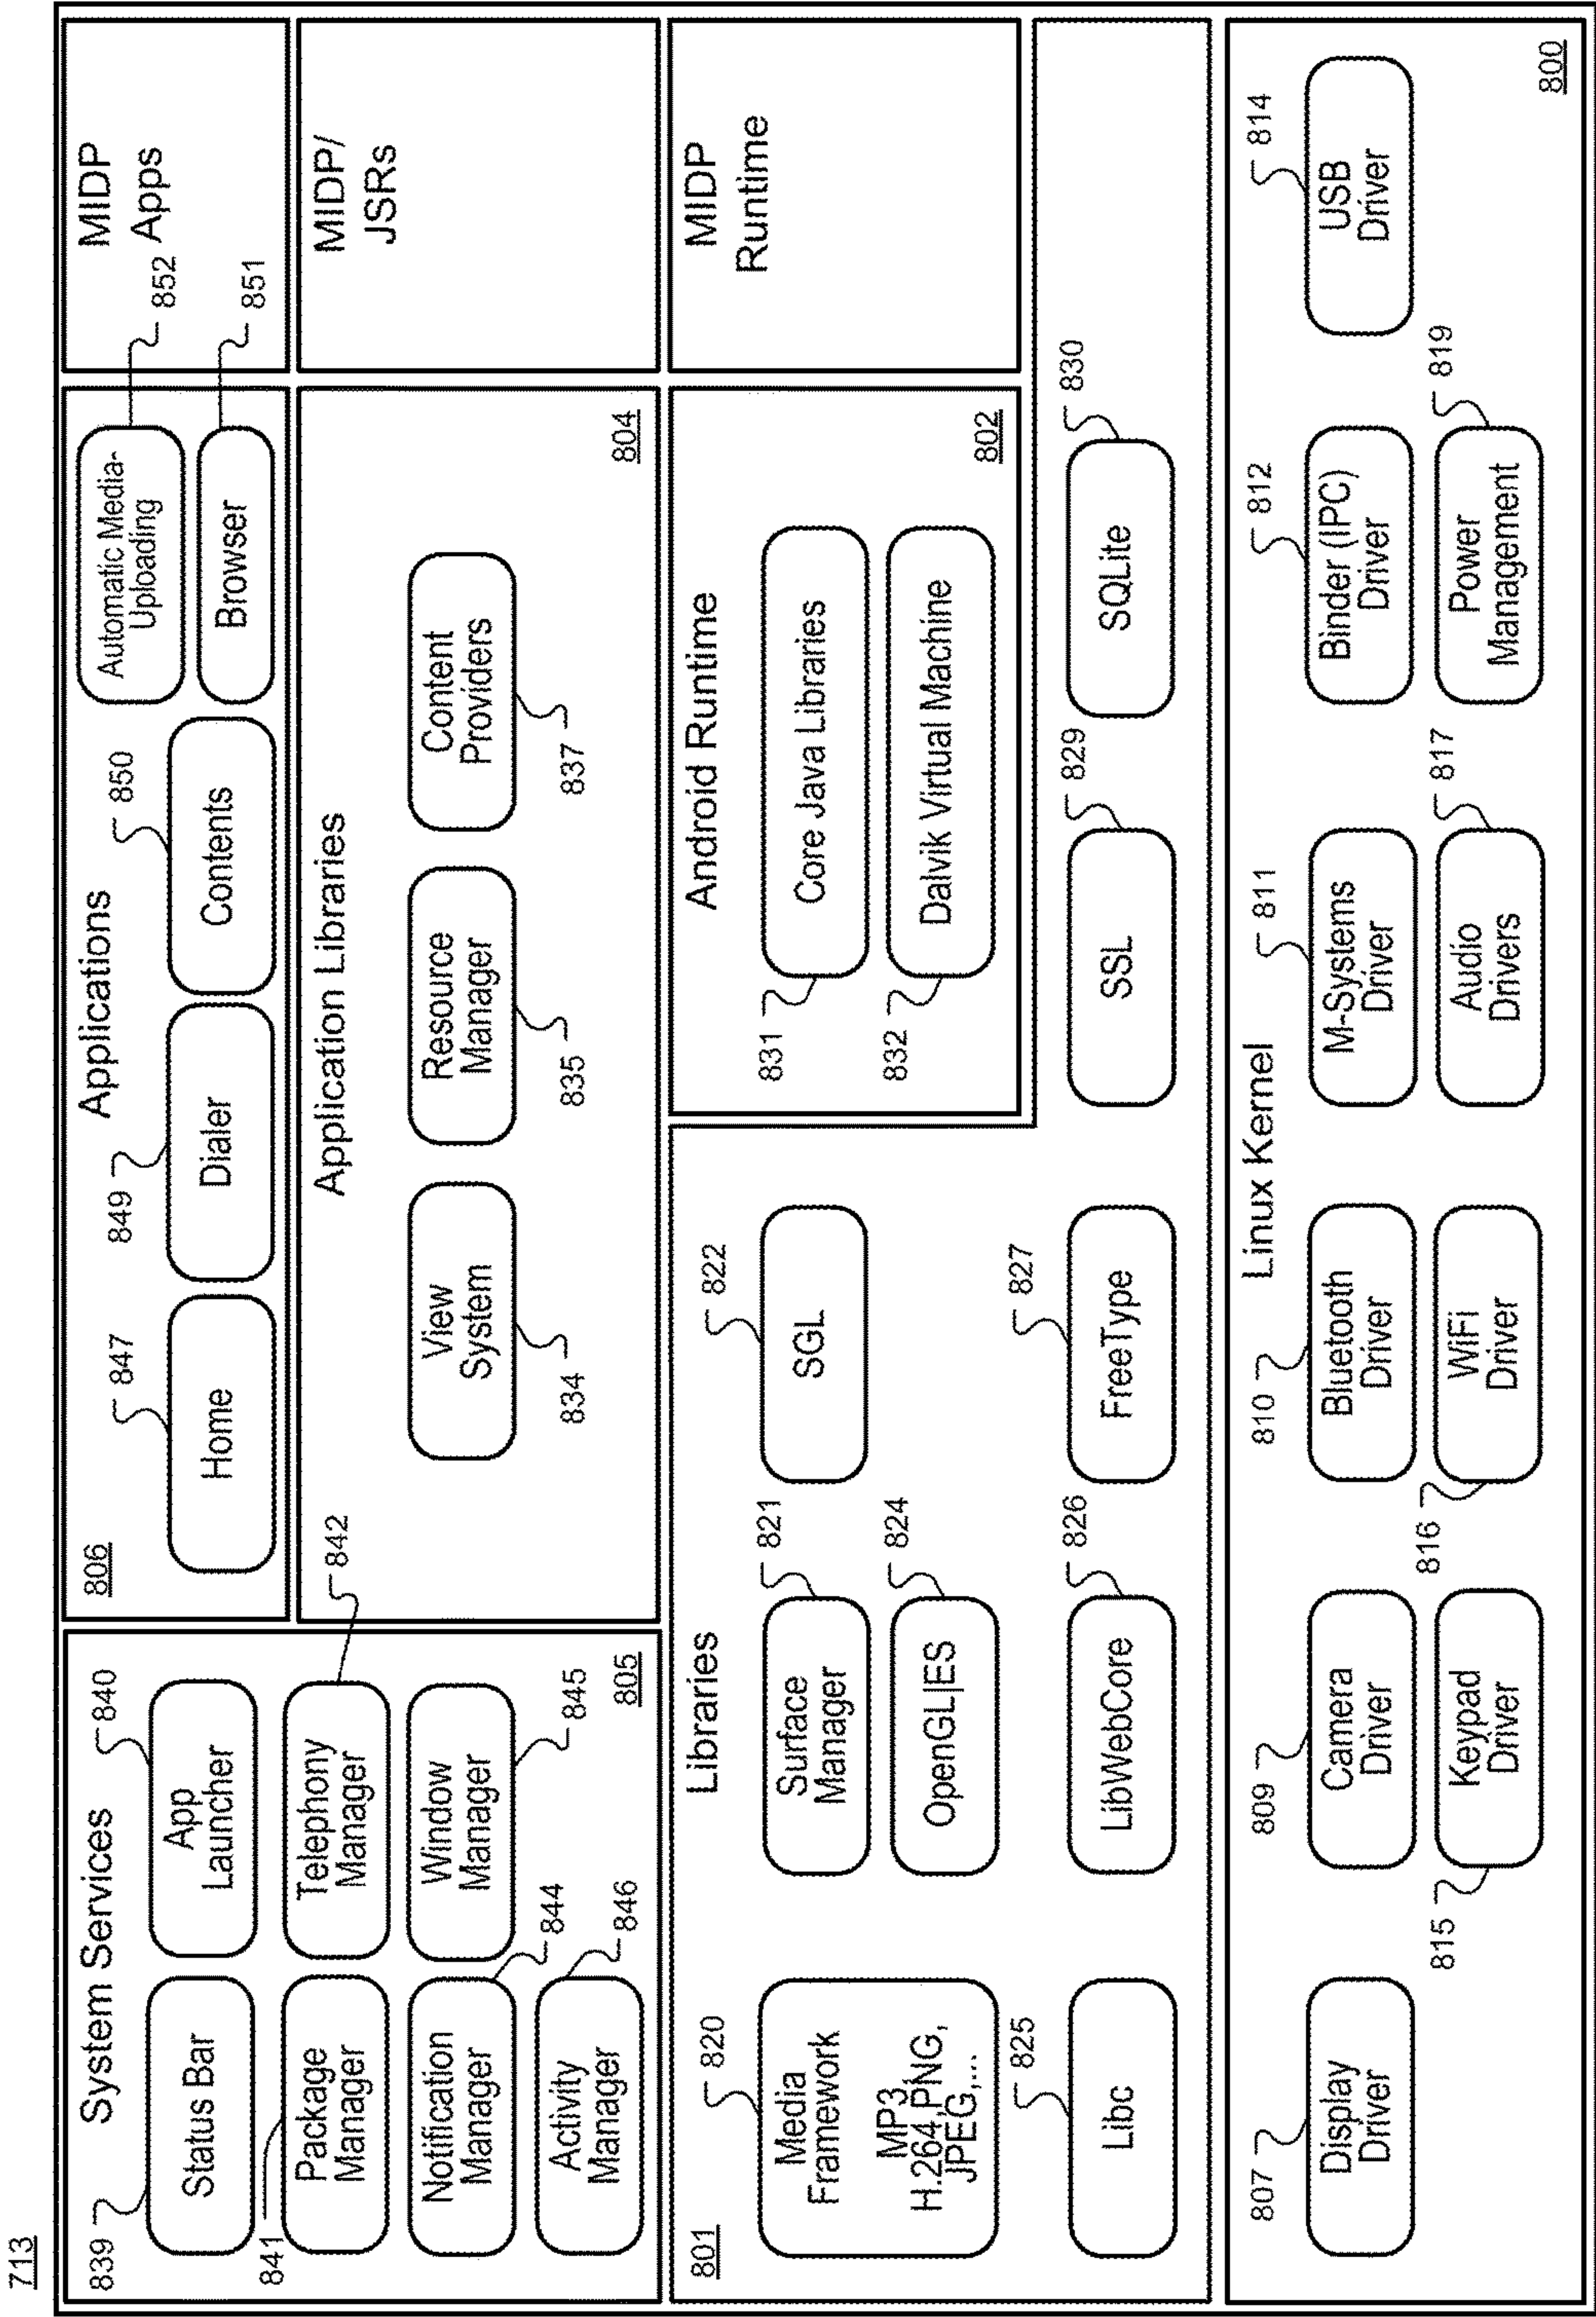 713
System Services
839
Status Bar
840
App
Launcher
841
Package
Manager
842
Telephony
Manager
Notification
Manager
844
Window
Manager
845
Activity
Manager
846
805
806
Applications
847
Home
849
Dialer
850
Contents
Automatic Media-
Uploading
852
Browser
851
MIDP
Apps
Application Libraries
View
System
834
Resource
Manager
835
Content
Providers
837
804
MIDP/
JSRs
801
Libraries
820
Media
Framework
MP3,
H.264,PNG,
JPEG,...
Surface
Manager
821
SGL
822
OpenGL|ES
824
825
Libc
LibWebCore
826
FreeType
827
SSL
829
SQLite
830
Android Runtime
831
Core Java Libraries
832
Dalvik Virtual Machine
802
MIDP
Runtime
Linux Kernel
807
Display
Driver
809
Camera
Driver
810
Bluetooth
Driver
811
M-Systems
Driver
812
Binder (IPC)
Driver
814
USB
Driver
815
Keypad
Driver
816
WiFi
Driver
817
Audio
Drivers
819
Power
Management
800